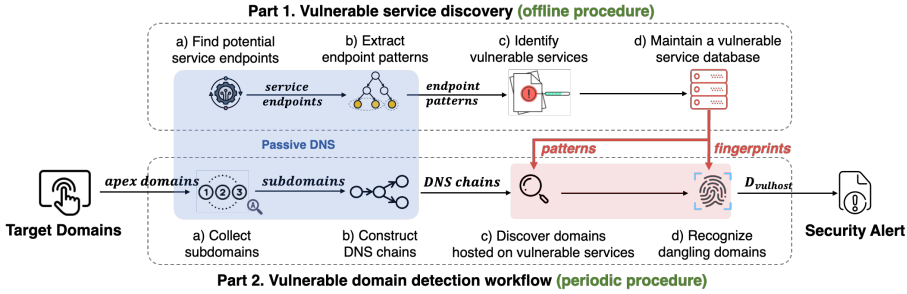 Part 1. Vulnerable service discovery (offline procedure)
a) Find potential
service endpoints
b) Extract
endpoint patterns
c) Identify
vulnerable services
d) Maintain a vulnerable
service database
service
endpoints
endpoint
patterns
Passive DNS
patterns
fingerprints
apex domains
1 2 3
A
subdomains
DNS chains
D_vulhost
Target Domains
Security Alert
a) Collect
subdomains
b) Construct
DNS chains
c) Discover domains
hosted on vulnerable services
d) Recognize
dangling domains
Part 2. Vulnerable domain detection workflow (periodic procedure)